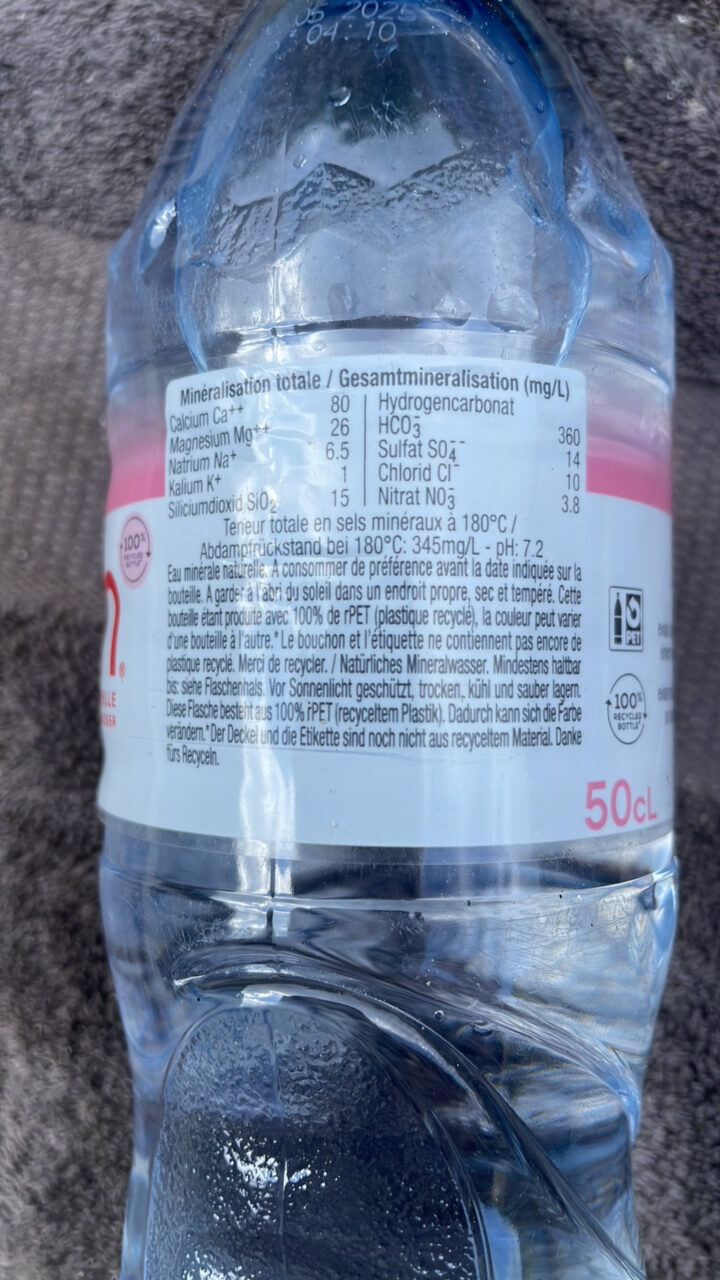 05 2025
04:10
Minéralisation totale / Gesamtmineralisation (mg/L)
Calcium Ca++ 80
Magnesium Mg++ 26
Natrium Na+ 6.5
Kalium K+ 1
Siliciumdioxid SiO2 15
Hydrogencarbonat
HCO3- 360
Sulfat SO4-- 14
Chlorid Cl- 10
Nitrat NO3- 3.8
Teneur totale en sels minéraux à 180°C /
Abdampfrückstand bei 180°C: 345mg/L - pH: 7.2
Eau minérale naturelle. A consommer de préférence avant la date indiquée sur la
bouteille. A garder à l'abri du soleil dans un endroit propre, sec et tempéré. Cette
bouteille étant produite avec 100% de rPET (plastique recyclé), la couleur peut varier
d'une bouteille à l'autre.* Le bouchon et l'étiquette ne contiennent pas encore de
plastique recyclé. Merci de recycler. / Natürliches Mineralwasser. Mindestens haltbar
bis: siehe Flaschenhals. Vor Sonnenlicht geschützt, trocken, kühl und sauber lagern.
Diese Flasche besteht aus 100% rPET (recyceltem Plastik). Dadurch kann sich die Farbe
verändern.* Der Deckel und die Etikette sind noch nicht aus recyceltem Material. Danke
fürs Recyceln.
100%
RECYCLED
BOTTLE*
PET
100%
RECYCLED
BOTTLE*
50cL